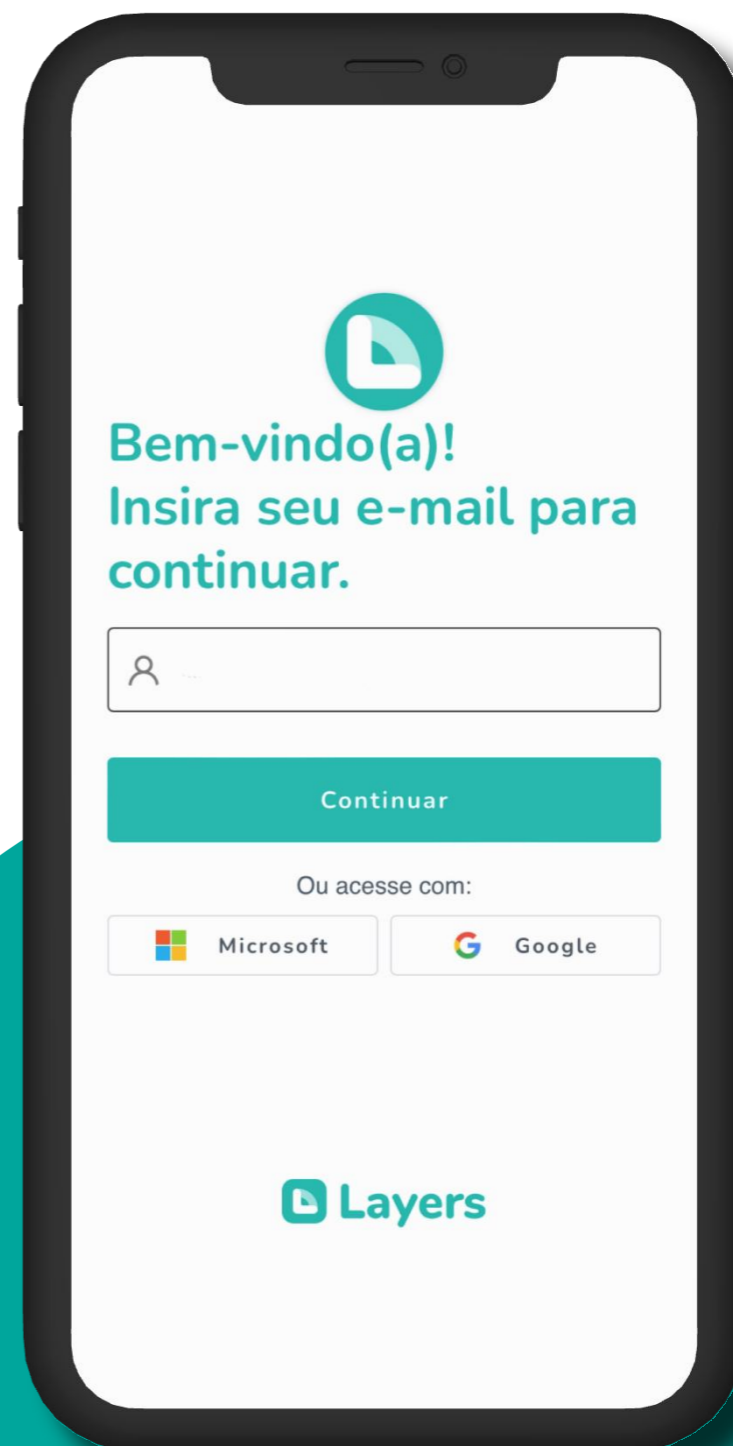 Bem-vindo(a)!
Insira seu e-mail para
continuar.
Continuar
Ou acesse com:
Microsoft
Google
Layers